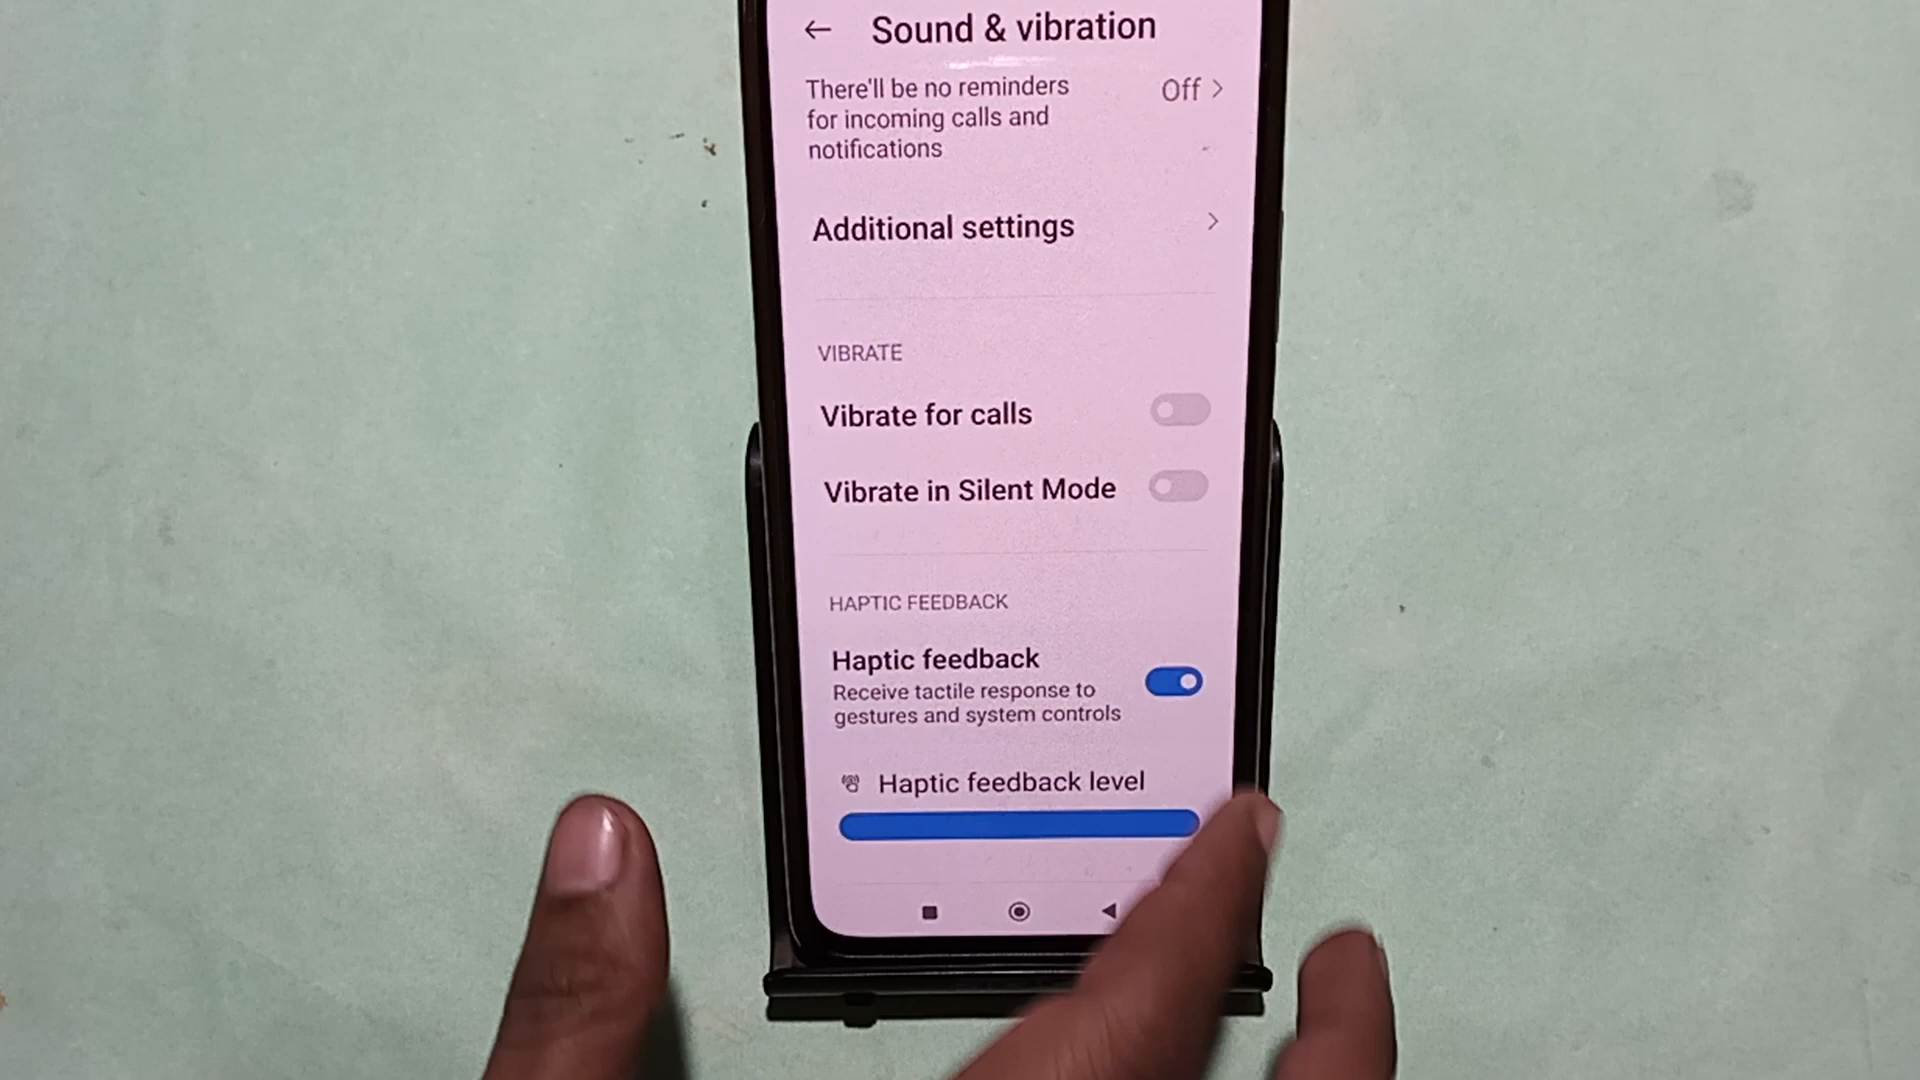 Sound & vibration
There'll be no reminders
for incoming calls and
notifications
Off
Additional settings
VIBRATE
Vibrate for calls
Vibrate in Silent Mode
HAPTIC FEEDBACK
Haptic feedback
Receive tactile response to
gestures and system controls
Haptic feedback level